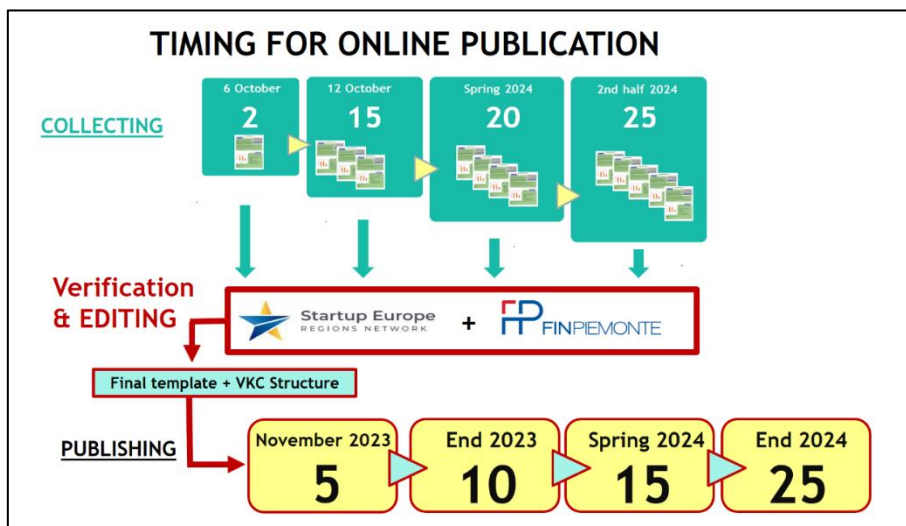 TIMING FOR ONLINE PUBLICATION
COLLECTING
6 October
2
12 October
15
Spring 2024
20
2nd half 2024
25
Verification
& EDITING
Startup Europe
REGIONS NETWORK
+
FP FINPIEMONTE
Final template + VKC Structure
PUBLISHING
November 2023
5
End 2023
10
Spring 2024
15
End 2024
25